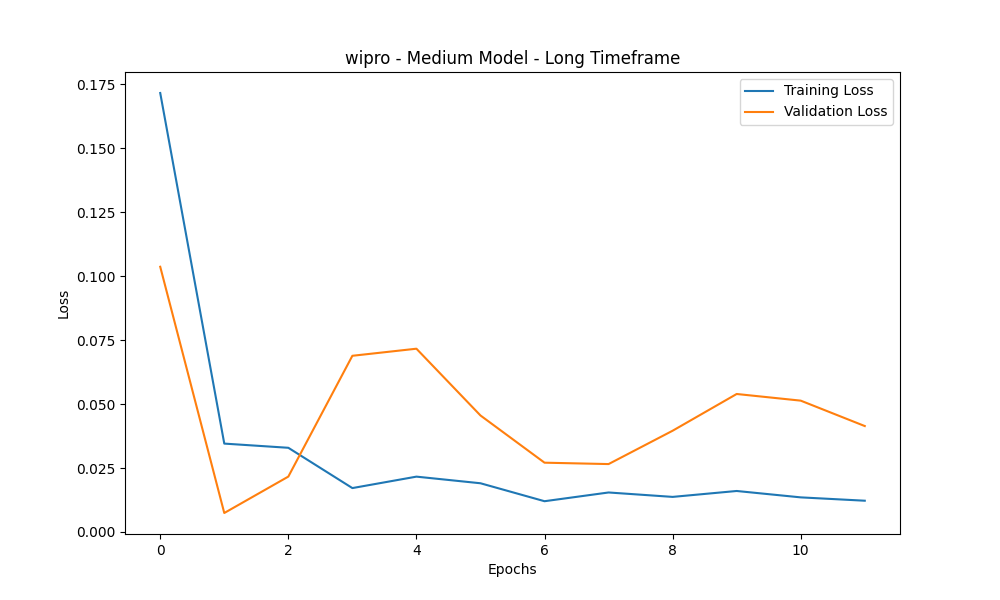 wipro - Medium Model - Long Timeframe
Training Loss
Validation Loss
0.175
0.150
0.125
0.100
0.075
0.050
0.025
0.000
Loss
0 2 4 6 8 10
Epochs